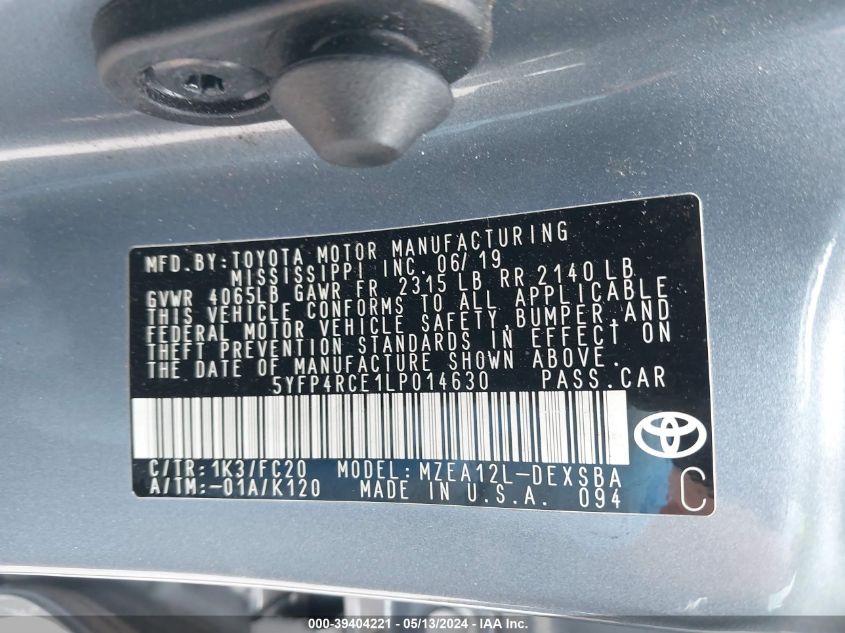 MFD.BY:TOYOTA MOTOR MANUFACTURING
MISSISSIPPI INC. 06/19
GVWR 4065LB GAWR FR 2315 LB RR 2140 LB
THIS VEHICLE CONFORMS TO ALL APPLICABLE
FEDERAL MOTOR VEHICLE SAFETY, BUMPER, AND
THEFT PREVENTION STANDARDS IN EFFECT ON
THE DATE OF MANUFACTURE SHOWN ABOVE.
5YFP4RCE1LP014630 PASS.CAR
C/TR:1K3/FC20 MODEL:MZEA12L-DEXSBA
A/TM:-01A/K120 MADE IN U.S.A. 094
C
000-39404221 - 05/13/2024 - IAA Inc.